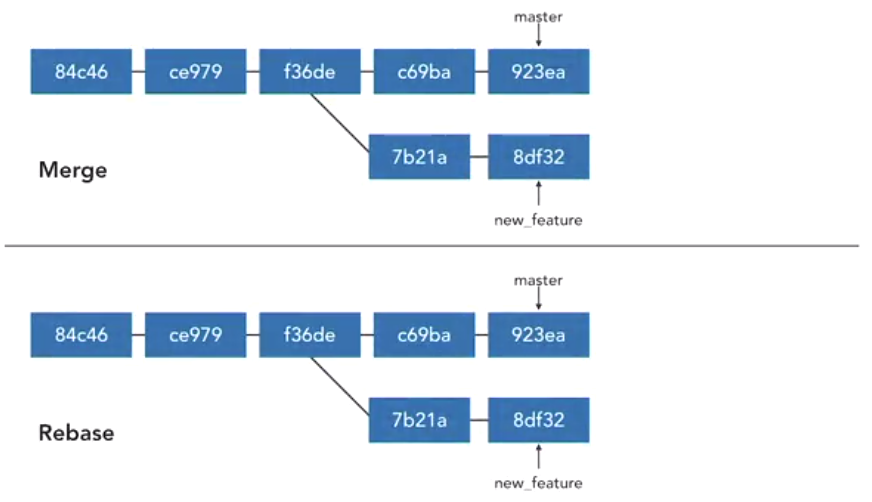 master
84c46 ce979 f36de c69ba 923ea
7b21a 8df32
Merge
new_feature
master
84c46 ce979 f36de c69ba 923ea
7b21a 8df32
Rebase
new_feature